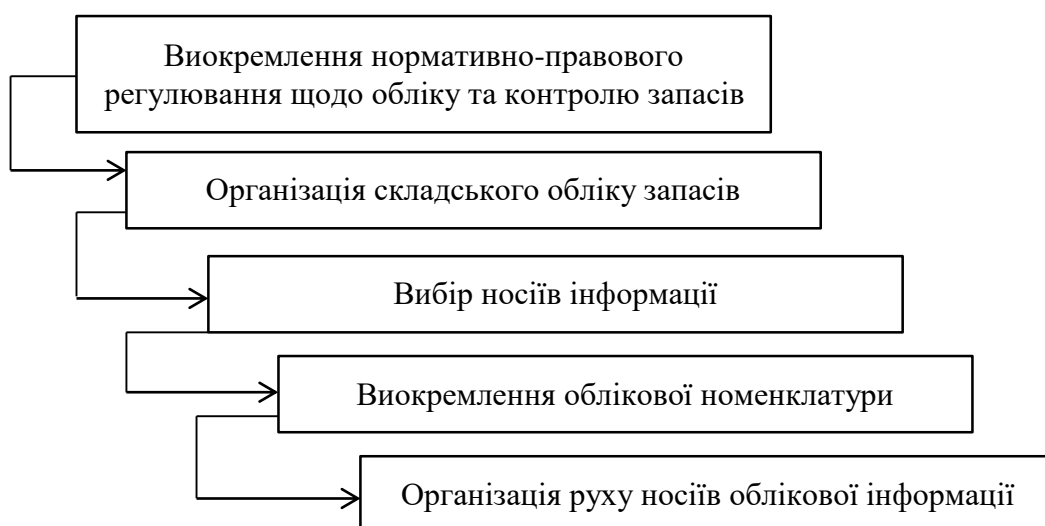 Виокремлення нормативно-правового
регулювання щодо обліку та контролю запасів
Організація складського обліку запасів
Вибір носіїв інформації
Виокремлення облікової номенклатури
Організація руху носіїв облікової інформації